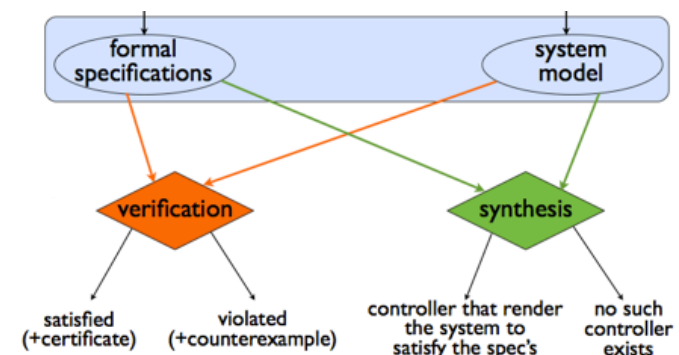 formal
specifications
system
model
verification
synthesis
satisfied
(+certificate)
violated
(+counterexample)
controller that render
the system to
satisfy the spec's
no such
controller
exists